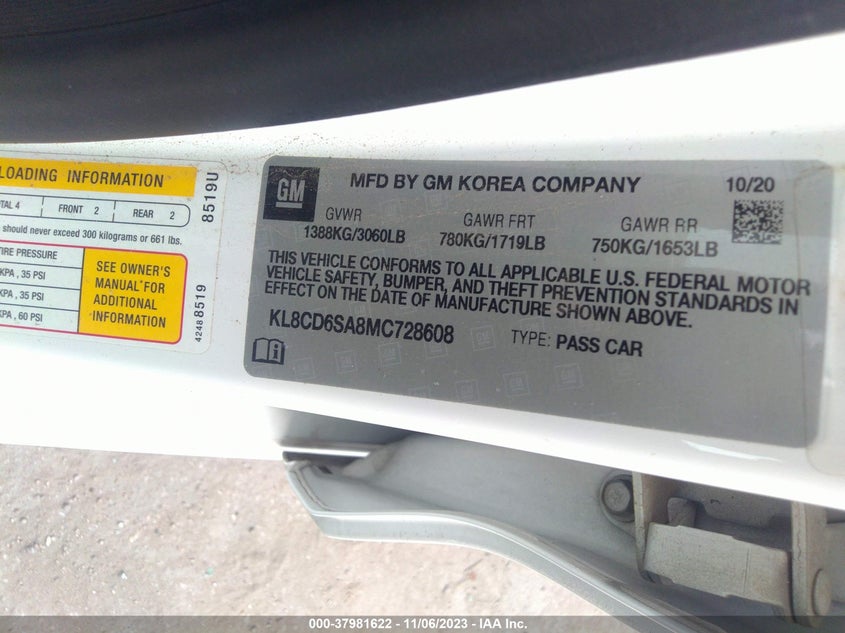 LOADING INFORMATION
TOTAL 4 FRONT 2 REAR 2
should never exceed 300 kilograms or 661 lbs.
TIRE PRESSURE
KPA , 35 PSI
KPA , 35 PSI
KPA , 60 PSI
SEE OWNER'S
MANUAL FOR
ADDITIONAL
INFORMATION
8519U
42488519
GM
MFD BY GM KOREA COMPANY 10/20
GVWR GAWR FRT GAWR RR
1388KG/3060LB 780KG/1719LB 750KG/1653LB
THIS VEHICLE CONFORMS TO ALL APPLICABLE U.S. FEDERAL MOTOR
VEHICLE SAFETY, BUMPER, AND THEFT PREVENTION STANDARDS IN
EFFECT ON THE DATE OF MANUFACTURE SHOWN ABOVE.
KL8CD6SA8MC728608 TYPE: PASS CAR
000-37981622 - 11/06/2023 - IAA Inc.